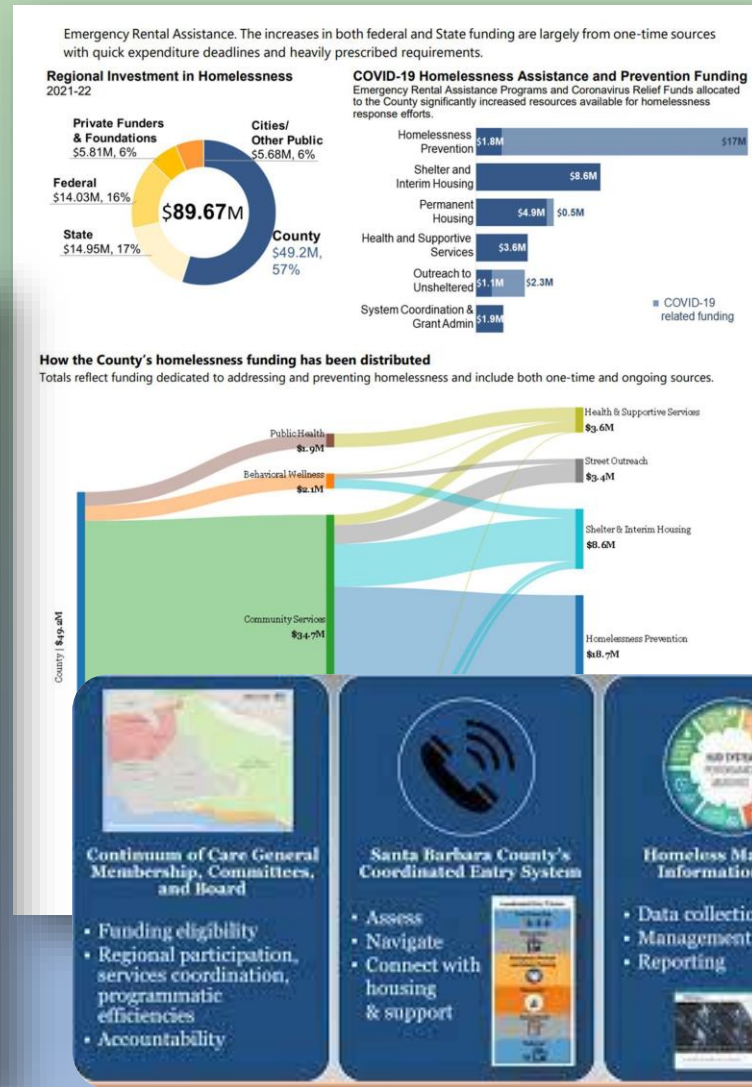 Emergency Rental Assistance. The increases in both federal and State funding are largely from one-time sources
with quick expenditure deadlines and heavily prescribed requirements.
Regional Investment in Homelessness
2021-22
Private Funders
& Foundations
$5.81M, 6%
Cities/
Other Public
$5.68M, 6%
Federal
$14.03M, 16%
$89.67M
State
$14.95M, 17%
County
$49.2M,
57%
COVID-19 Homelessness Assistance and Prevention Funding
Emergency Rental Assistance Programs and Coronavirus Relief Funds allocated
to the County significantly increased resources available for homelessness
response efforts.
Homelessness
Prevention
$1.8M
$17M
Shelter and
Interim Housing
$8.6M
Permanent
Housing
$4.9M
$0.5M
Health and Supportive
Services
$3.6M
Outreach to
Unsheltered
$1.1M
$2.3M
System Coordination &
Grant Admin
$1.9M
COVID-19
related funding
How the County's homelessness funding has been distributed
Totals reflect funding dedicated to addressing and preventing homelessness and include both one-time and ongoing sources.
County | $49.2M
Public Health
$1.9M
Behavioral Wellness
$2.1M
Community Services
$34.7M
Health & Supportive Services
$3.6M
Street Outreach
$3.4M
Shelter & Interim Housing
$8.6M
Homelessness Prevention
$18.7M
Continuum of Care General
Membership, Committees,
and Board
• Funding eligibility
• Regional participation,
services coordination,
programmatic
efficiencies
• Accountability
Santa Barbara County's
Coordinated Entry System
• Assess
• Navigate
• Connect with
housing
& support
Homeless Ma
Informatio
• Data collectio
• Management
• Reporting